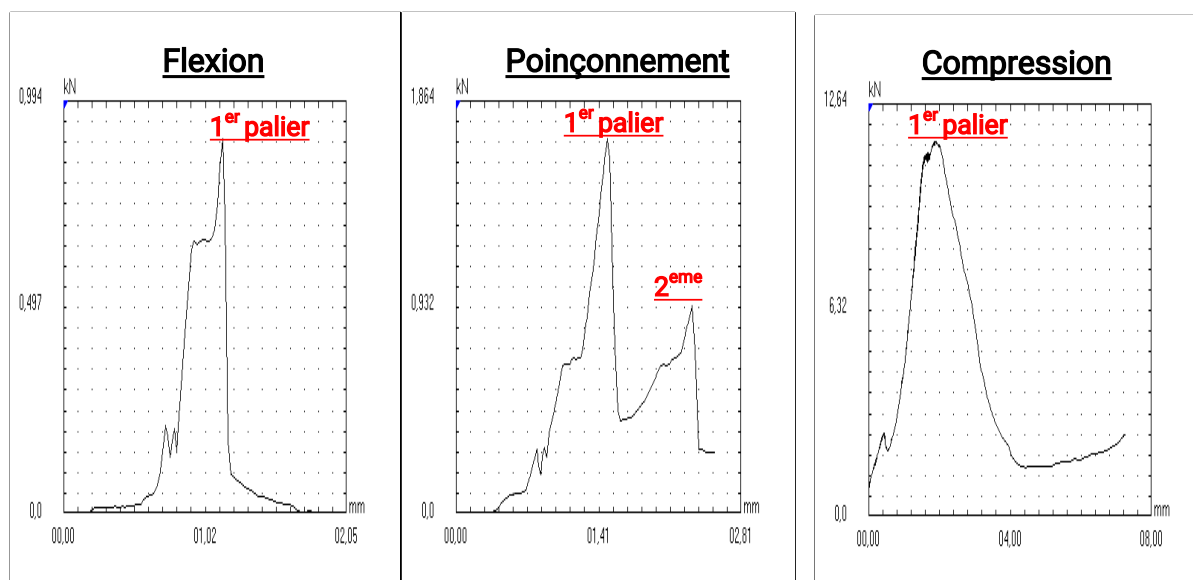 Flexion
kN
0,994
1er palier
0,497
0,0
mm
00,00
01,02
02,05
Poinçonnement
kN
1,864
1er palier
2eme
0,932
0,0
mm
00,00
01,41
02,81
Compression
kN
12,64
1er palier
6,32
0,0
mm
00,00
04,00
08,00